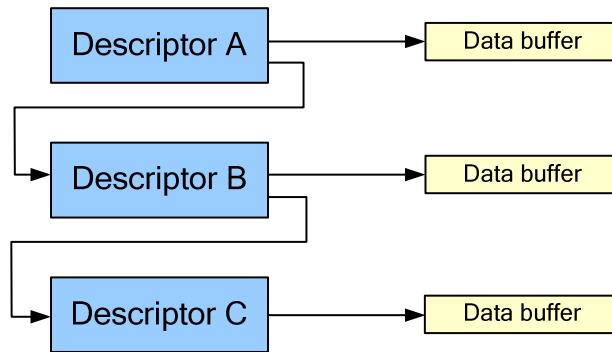 Descriptor A
Data buffer
Descriptor B
Data buffer
Descriptor C
Data buffer